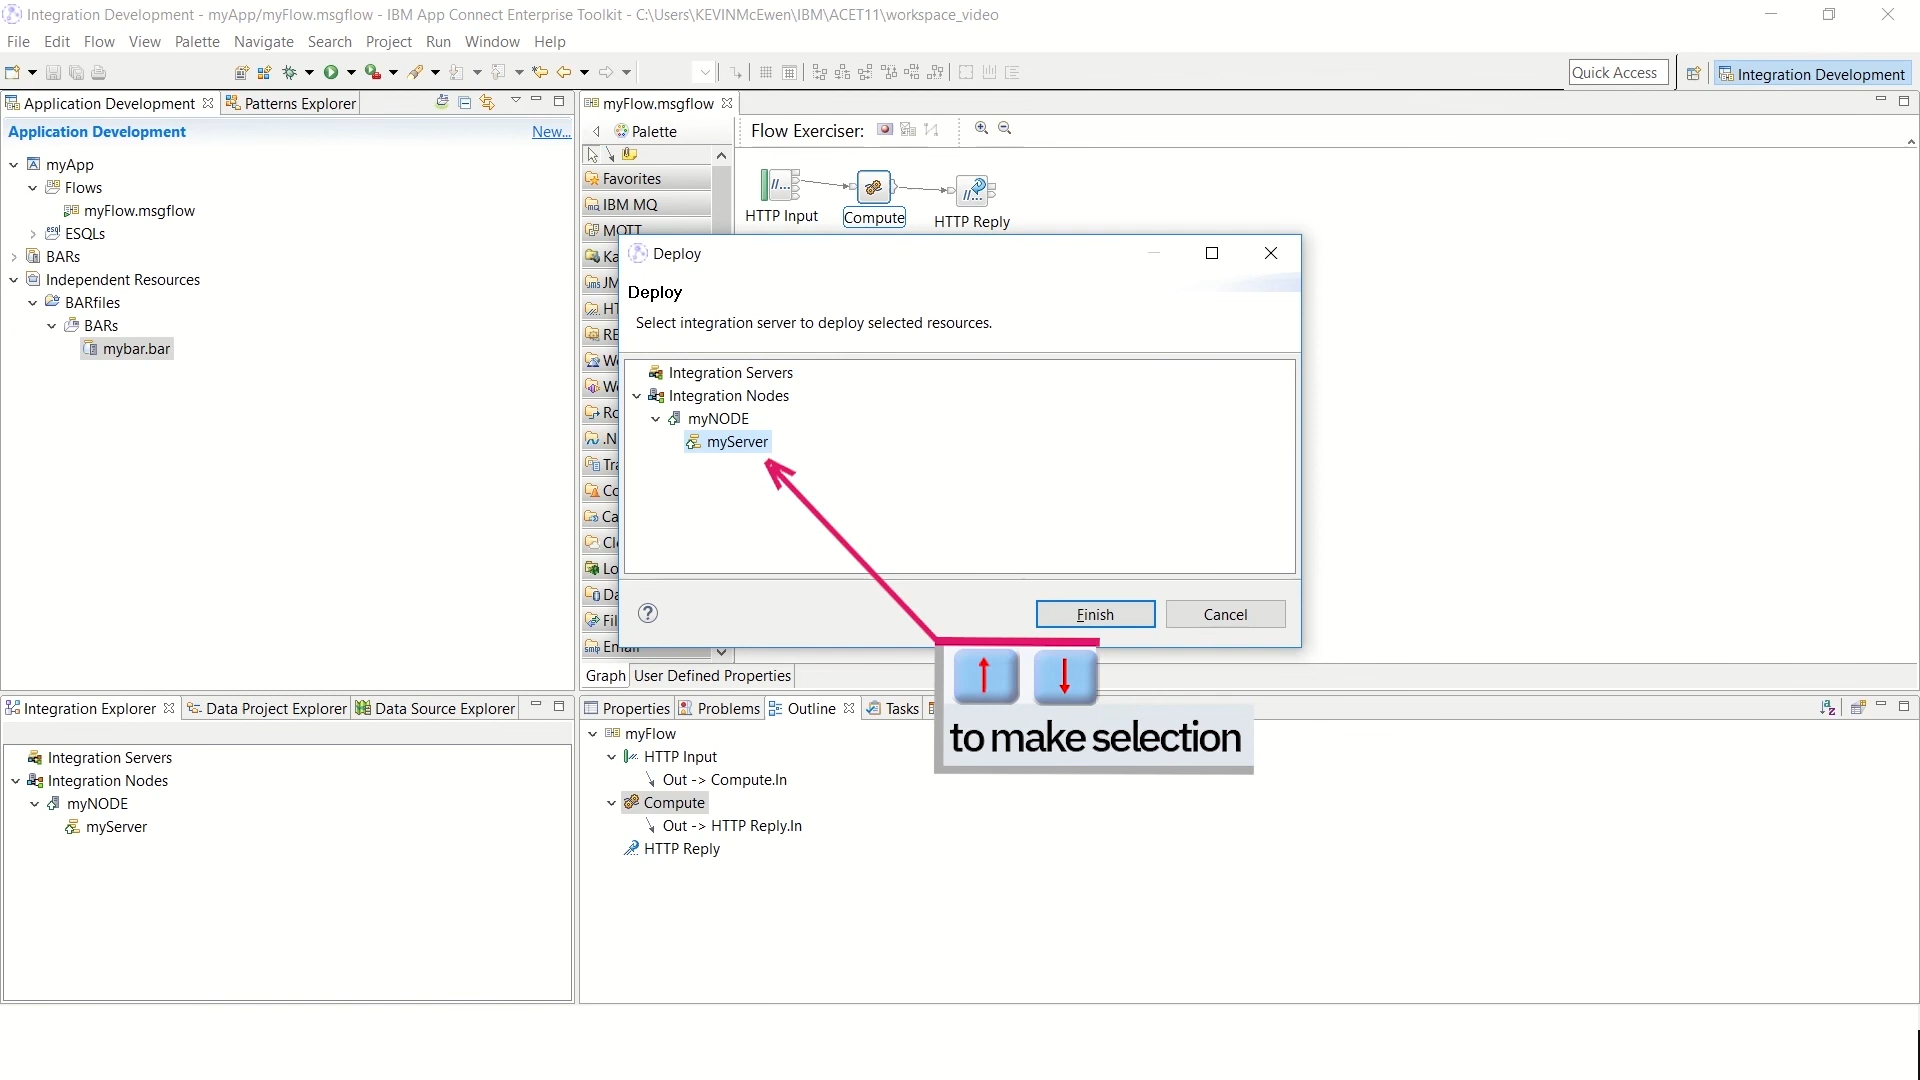 Integration Development - myApp/myFlow.msgflow - IBM App Connect Enterprise Toolkit - C:\Users\KEVINMcEwen\IBM\ACET11\workspace_video
File Edit Flow View Palette Navigate Search Project Run Window Help
Quick Access
Integration Development
Application Development
Patterns Explorer
Application Development
New...
myApp
Flows
myFlow.msgflow
ESQLs
BARs
Independent Resources
BARfiles
BARs
mybar.bar
myFlow.msgflow
Palette
Flow Exerciser:
Favorites
IBM MQ
HTTP Input
Compute
HTTP Reply
Deploy
Deploy
Select integration server to deploy selected resources.
Integration Servers
Integration Nodes
myNODE
myServer
Finish
Cancel
to make selection
Graph
User Defined Properties
Integration Explorer
Data Project Explorer
Data Source Explorer
Integration Servers
Integration Nodes
myNODE
myServer
Properties
Problems
Outline
Tasks
myFlow
HTTP Input
Out -> Compute.In
Compute
Out -> HTTP Reply.In
HTTP Reply